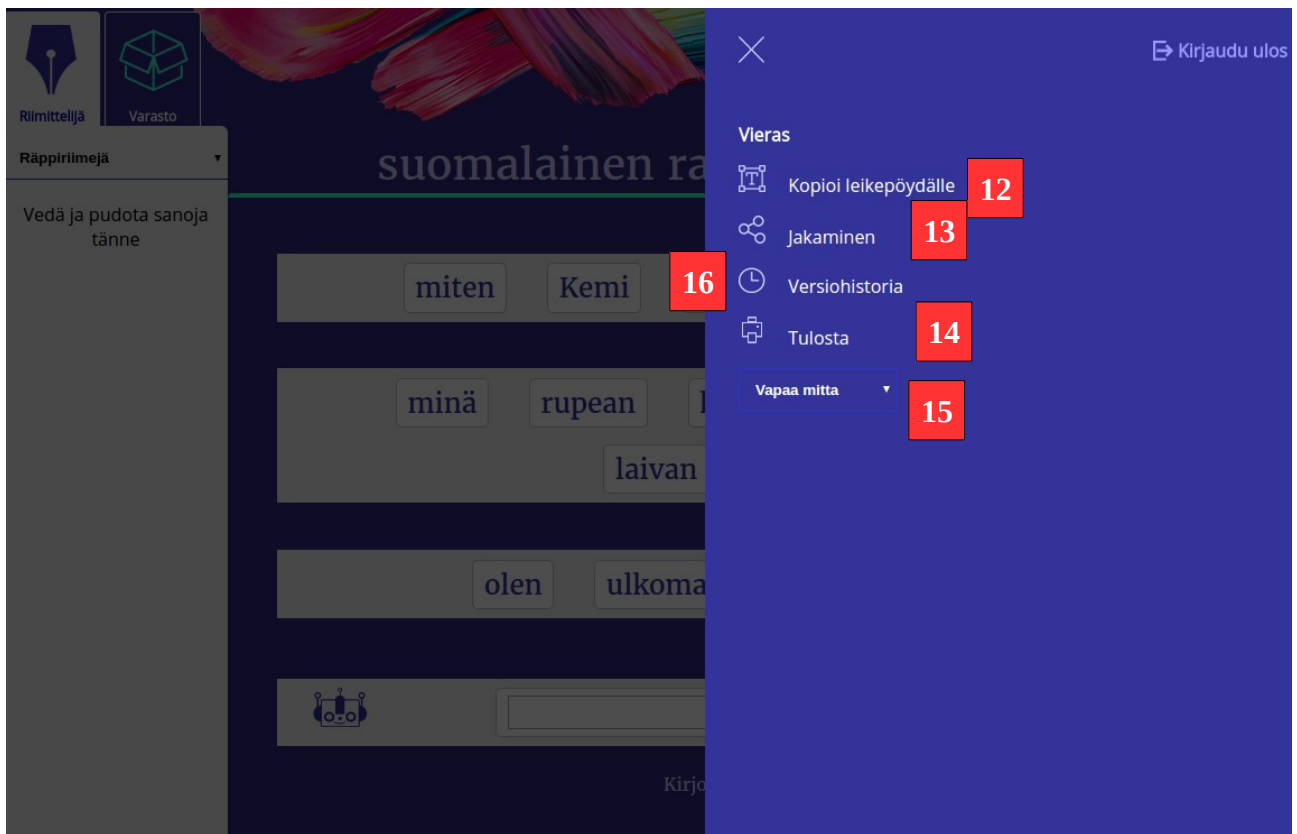 Riimittelijä
Varasto
Räppiriimejä
Vedä ja pudota sanoja
tänne
suomalainen ra
miten Kemi
minä rupean
laivan
olen ulkoma
Kirjo
Kirjaudu ulos
Vieras
Kopioi leikepöydälle 12
Jakaminen 13
16 Versiohistoria
Tulosta 14
Vapaa mitta 15